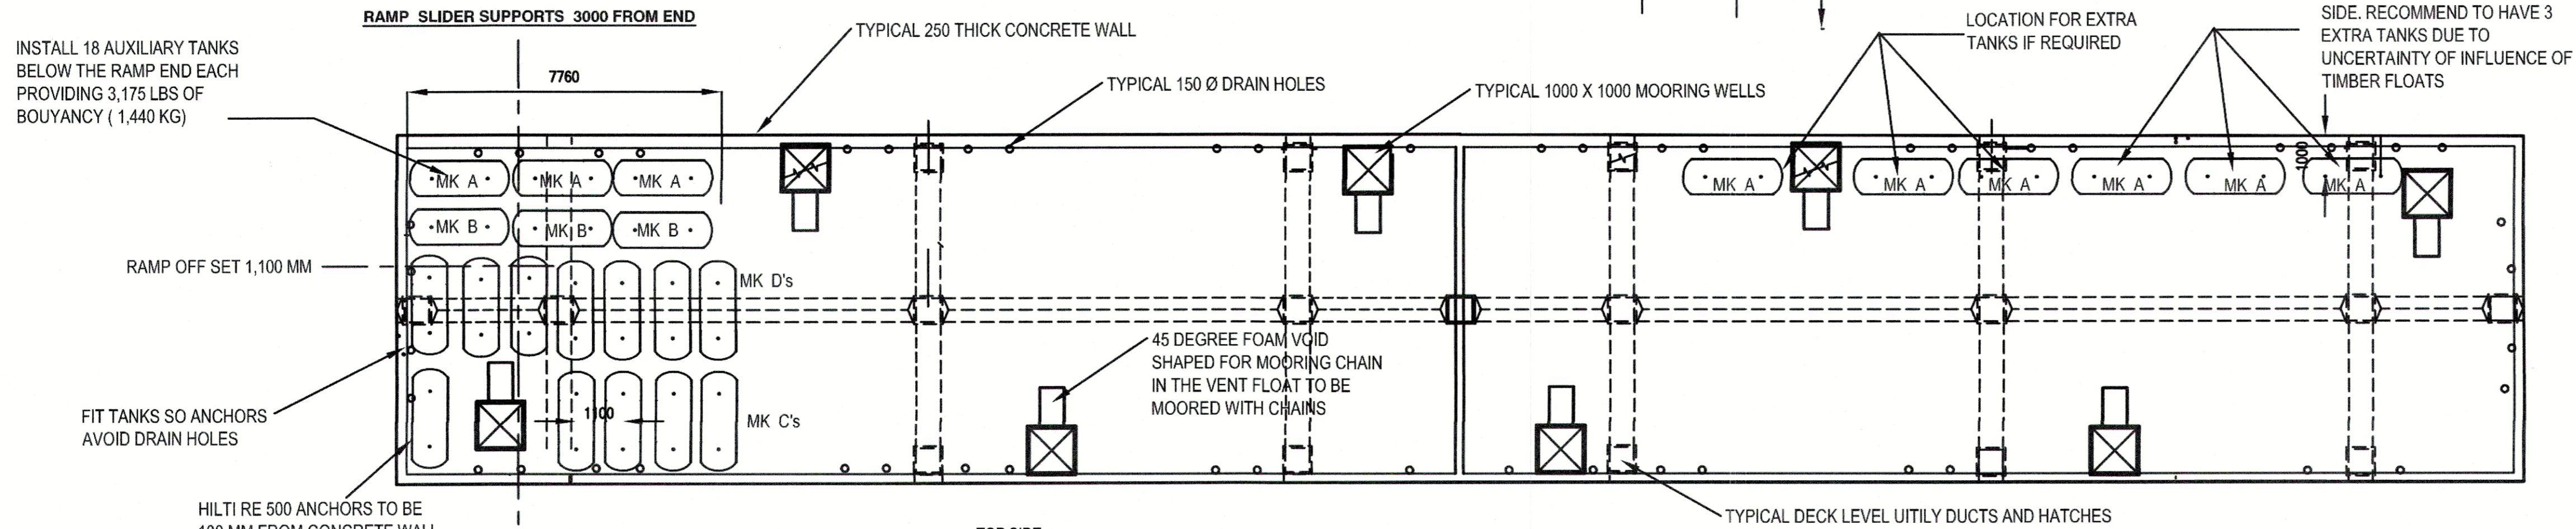 RAMP SLIDER SUPPORTS 3000 FROM END
INSTALL 18 AUXILIARY TANKS
BELOW THE RAMP END EACH
PROVIDING 3,175 LBS OF
BOUYANCY ( 1,440 KG)
7760
TYPICAL 250 THICK CONCRETE WALL
TYPICAL 150 Ø DRAIN HOLES
TYPICAL 1000 X 1000 MOORING WELLS
LOCATION FOR EXTRA
TANKS IF REQUIRED
SIDE. RECOMMEND TO HAVE 3
EXTRA TANKS DUE TO
UNCERTAINTY OF INFLUENCE OF
TIMBER FLOATS
1000
MK A
MK A
MK A
MK A
MK A
MK A
MK A
MK A
MK A
MK B
MK B
MK B
RAMP OFF SET 1,100 MM
MK D's
45 DEGREE FOAM VOID
SHAPED FOR MOORING CHAIN
IN THE VENT FLOAT TO BE
MOORED WITH CHAINS
FIT TANKS SO ANCHORS
AVOID DRAIN HOLES
1100
MK C's
HILTI RE 500 ANCHORS TO BE
100 MM FROM CONCRETE WALL
TYPICAL DECK LEVEL UITILY DUCTS AND HATCHES